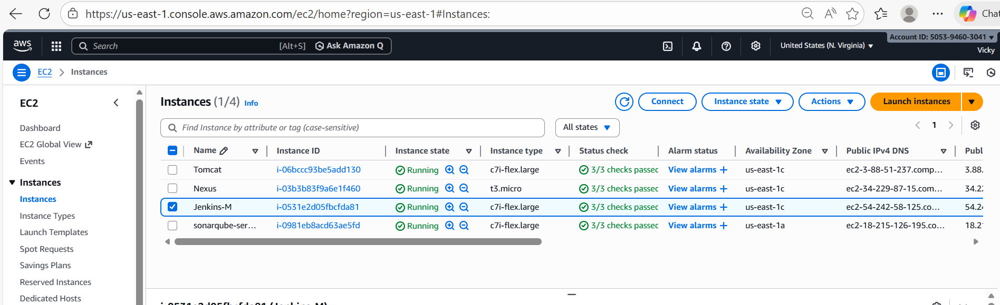 https://us-east-1.console.aws.amazon.com/ec2/home?region=us-east-1#Instances:
Chat
aws
Search [Alt+S] Ask Amazon Q
United States (N. Virginia)
Account ID: 5053-9460-3041
Vicky
EC2 > Instances
EC2
Dashboard
EC2 Global View
Events
Instances
Instances
Instance Types
Launch Templates
Spot Requests
Savings Plans
Reserved Instances
Dedicated Hosts
Instances (1/4) Info
Connect Instance state Actions Launch instances
Find Instance by attribute or tag (case-sensitive)
All states
1
Name Instance ID Instance state Instance type Status check Alarm status Availability Zone Public IPv4 DNS Publ
Tomcat i-06bccc93be5add130 Running c7i-flex.large 3/3 checks passec View alarms + us-east-1c ec2-3-88-51-237.comp... 3.88.
Nexus i-03b3b83f9a6e1f460 Running t3.micro 3/3 checks passec View alarms + us-east-1c ec2-34-229-87-15.com... 34.22
Jenkins-M i-0531e2d05fbcfda81 Running c7i-flex.large 3/3 checks passec View alarms + us-east-1c ec2-54-242-58-125.co... 54.24
sonarqube-ser... i-0981eb8acd63ae5fd Running c7i-flex.large 3/3 checks passec View alarms + us-east-1a ec2-18-215-126-195.co... 18.21
i-0531e2d05fbcfda81 (Jenkins-M)